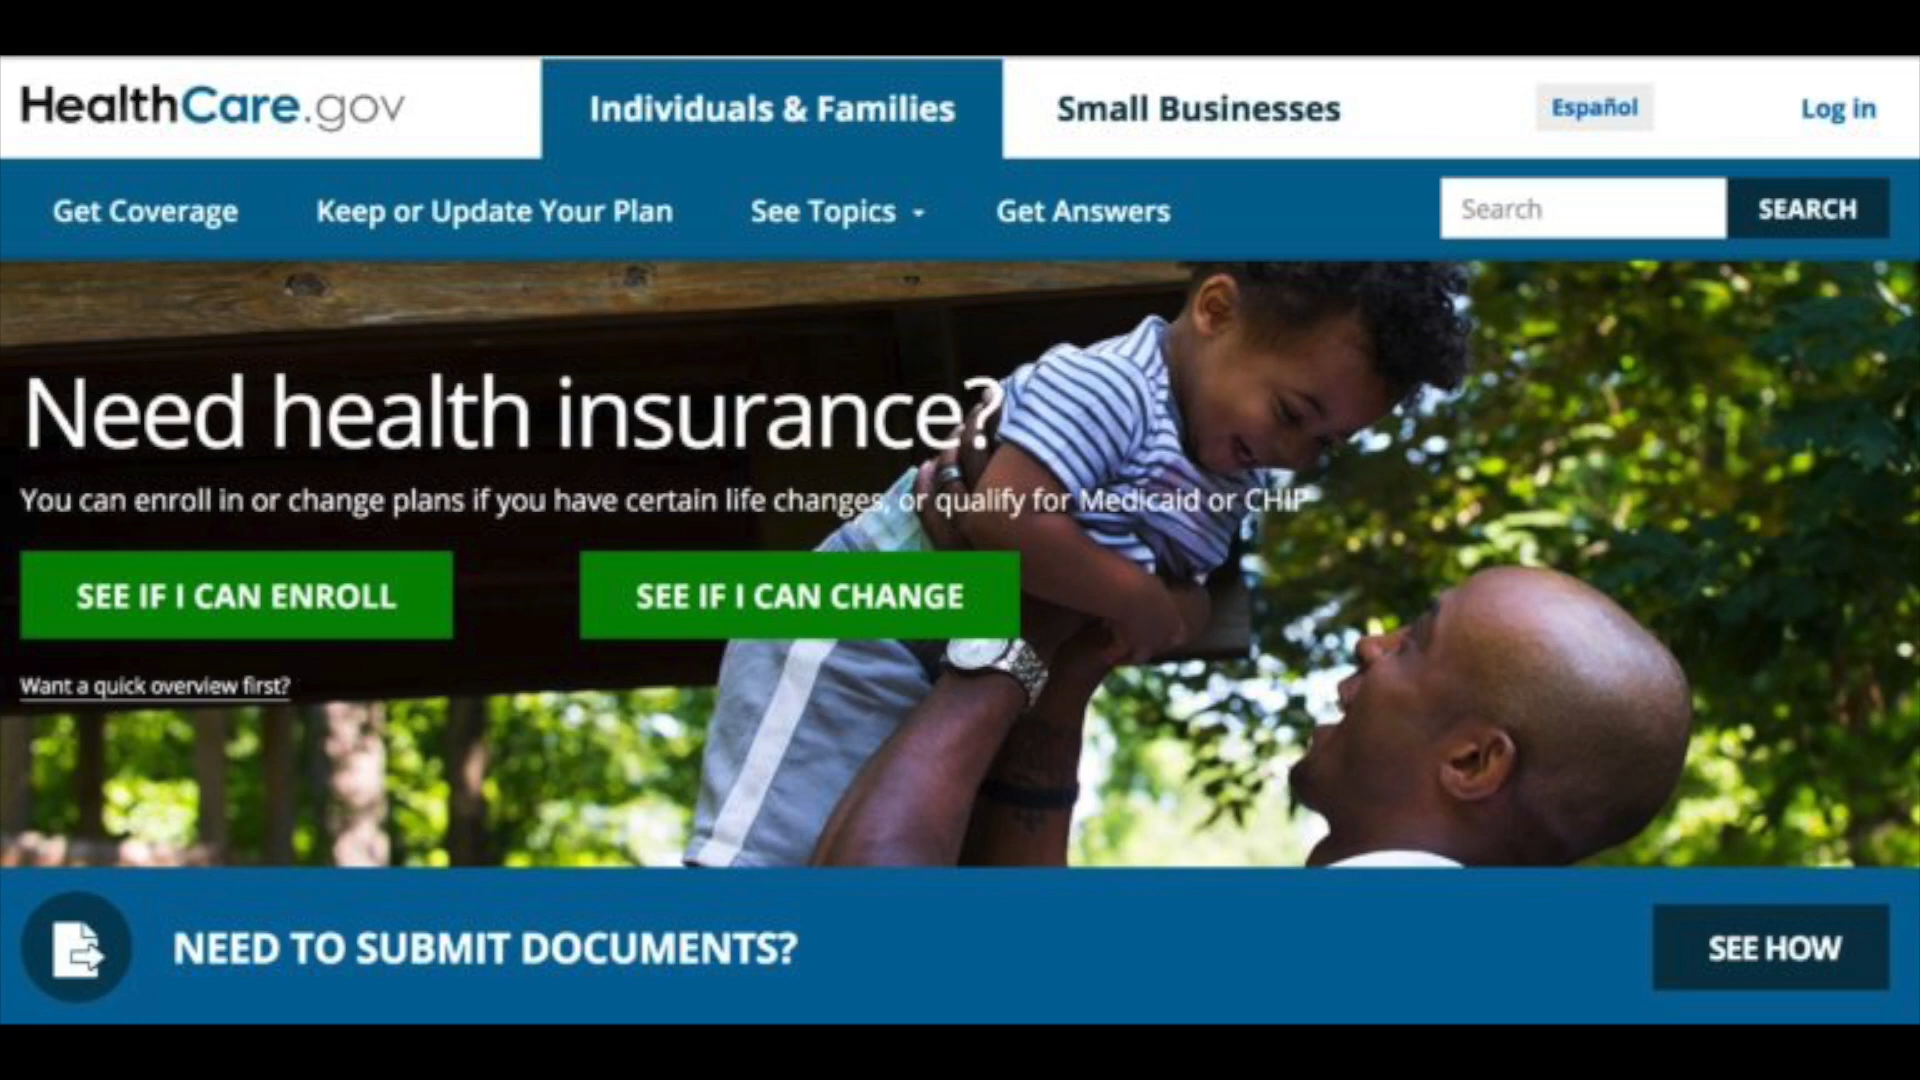 HealthCare.gov
Individuals & Families
Small Businesses
Español
Log in
Get Coverage
Keep or Update Your Plan
See Topics
Get Answers
Search
SEARCH
Need health insurance?
You can enroll in or change plans if you have certain life changes, or qualify for Medicaid or CHIP
SEE IF I CAN ENROLL
SEE IF I CAN CHANGE
Want a quick overview first?
NEED TO SUBMIT DOCUMENTS?
SEE HOW